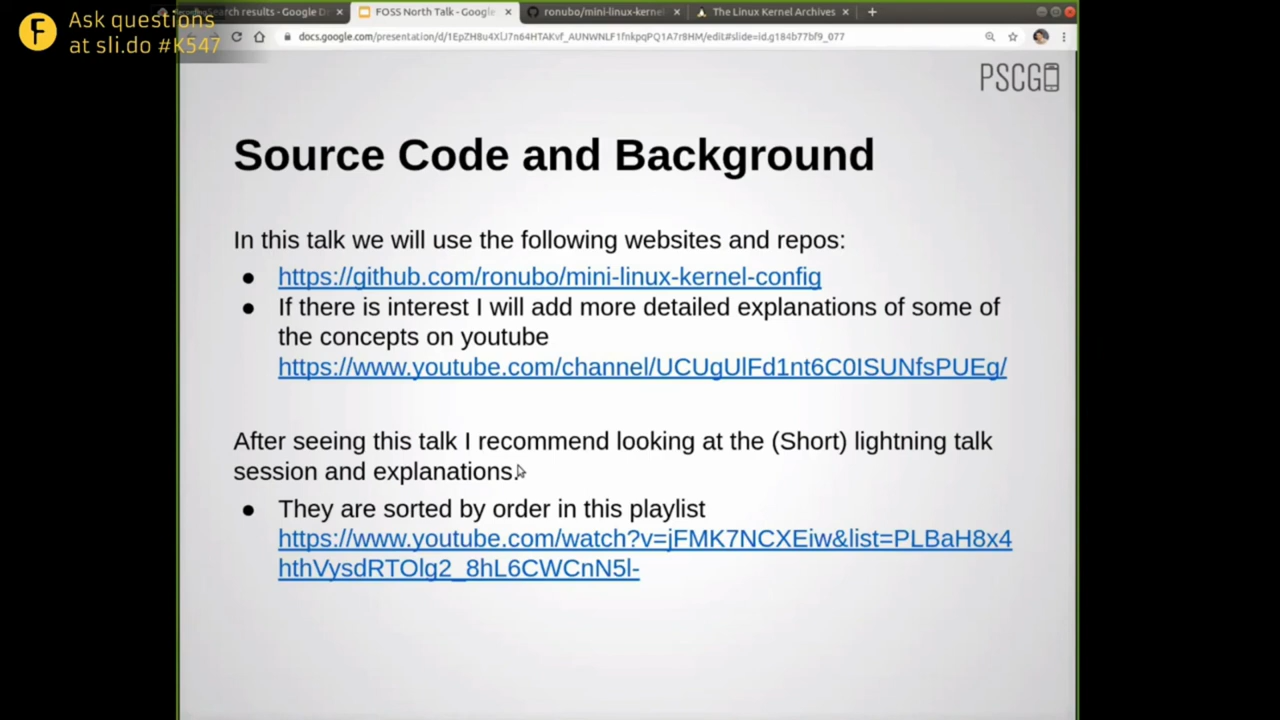 Ask questions
at sli.do #K547
Search results - Google D
FOSS North Talk - Google
ronubo/mini-linux-kernel
The Linux Kernel Archives
docs.google.com/presentation/d/1EpZH8u4XlJ7n64HTAKvf_AUNWNLF1fnkpqPQ1A7r8HM/edit#slide=id.g184b77bf9_077
PSCG
Source Code and Background
In this talk we will use the following websites and repos:
● https://github.com/ronubo/mini-linux-kernel-config
● If there is interest I will add more detailed explanations of some of
the concepts on youtube
https://www.youtube.com/channel/UCUgUlFd1nt6C0ISUNfsPUEg/
After seeing this talk I recommend looking at the (Short) lightning talk
session and explanations.
● They are sorted by order in this playlist
https://www.youtube.com/watch?v=jFMK7NCXEiw&list=PLBaH8x4
hthVysdRTOlg2_8hL6CWCnN5l-